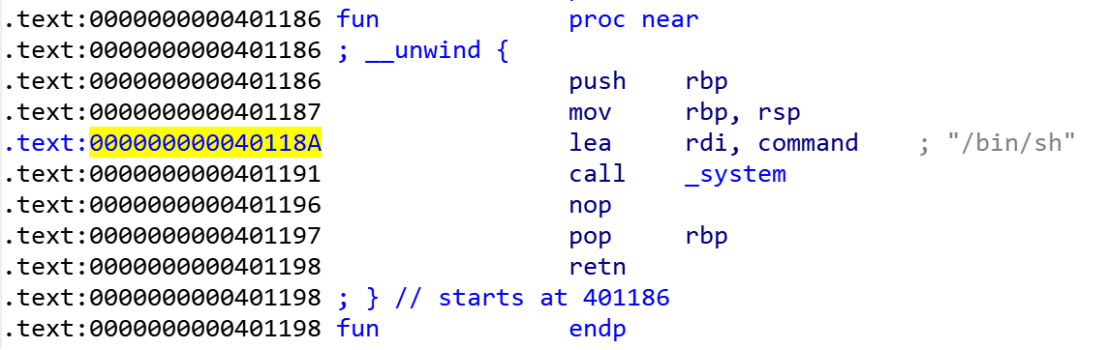 .text:0000000000401186 fun proc near
.text:0000000000401186 ; __unwind {
.text:0000000000401186 push rbp
.text:0000000000401187 mov rbp, rsp
.text:000000000040118A lea rdi, command ; "/bin/sh"
.text:0000000000401191 call _system
.text:0000000000401196 nop
.text:0000000000401197 pop rbp
.text:0000000000401198 retn
.text:0000000000401198 ; } // starts at 401186
.text:0000000000401198 fun endp